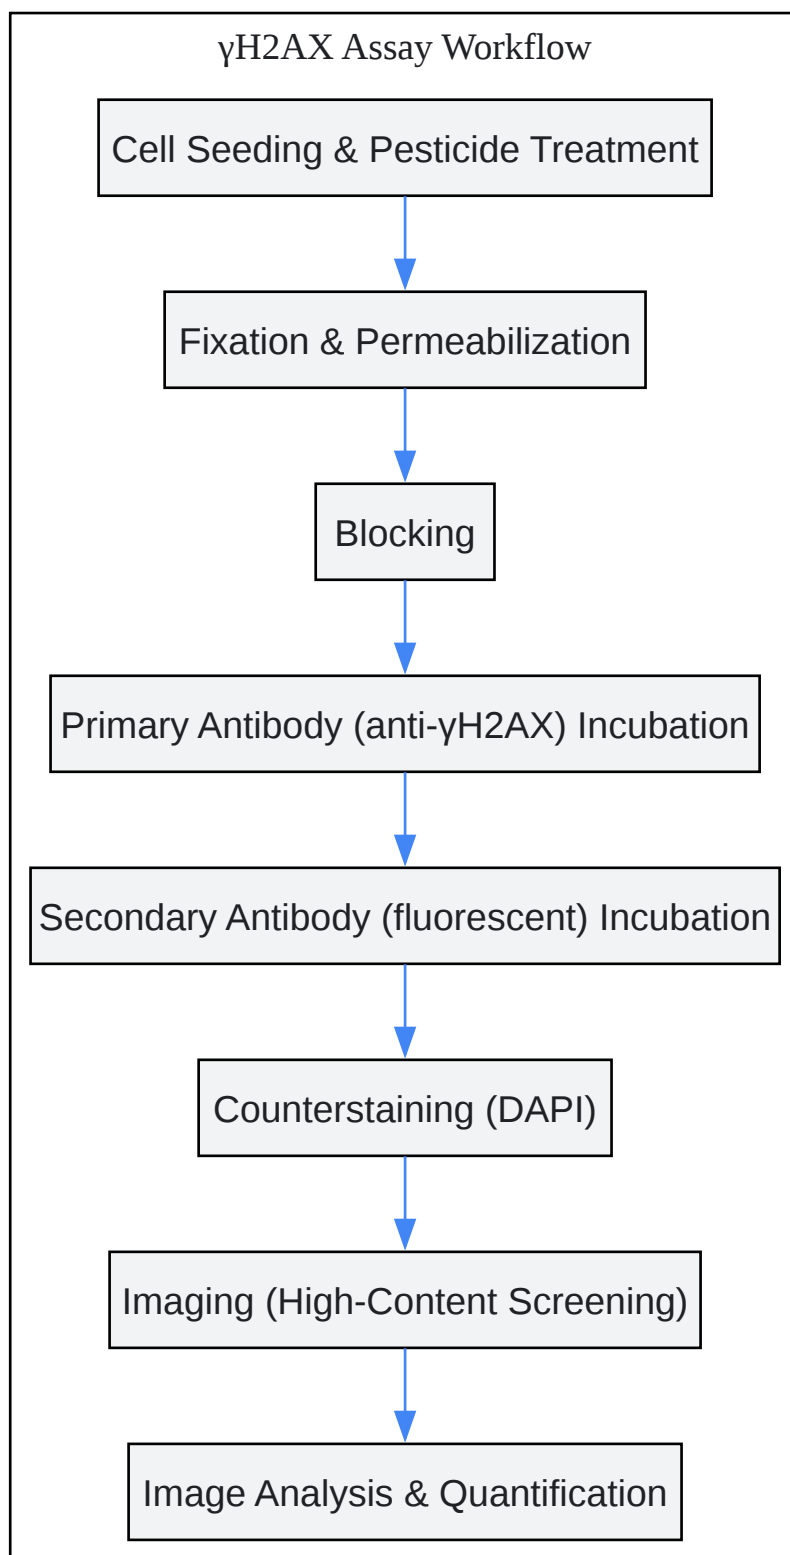 γH2AX Assay Workflow
Cell Seeding & Pesticide Treatment
Fixation & Permeabilization
Blocking
Primary Antibody (anti-γH2AX) Incubation
Secondary Antibody (fluorescent) Incubation
Counterstaining (DAPI)
Imaging (High-Content Screening)
Image Analysis & Quantification